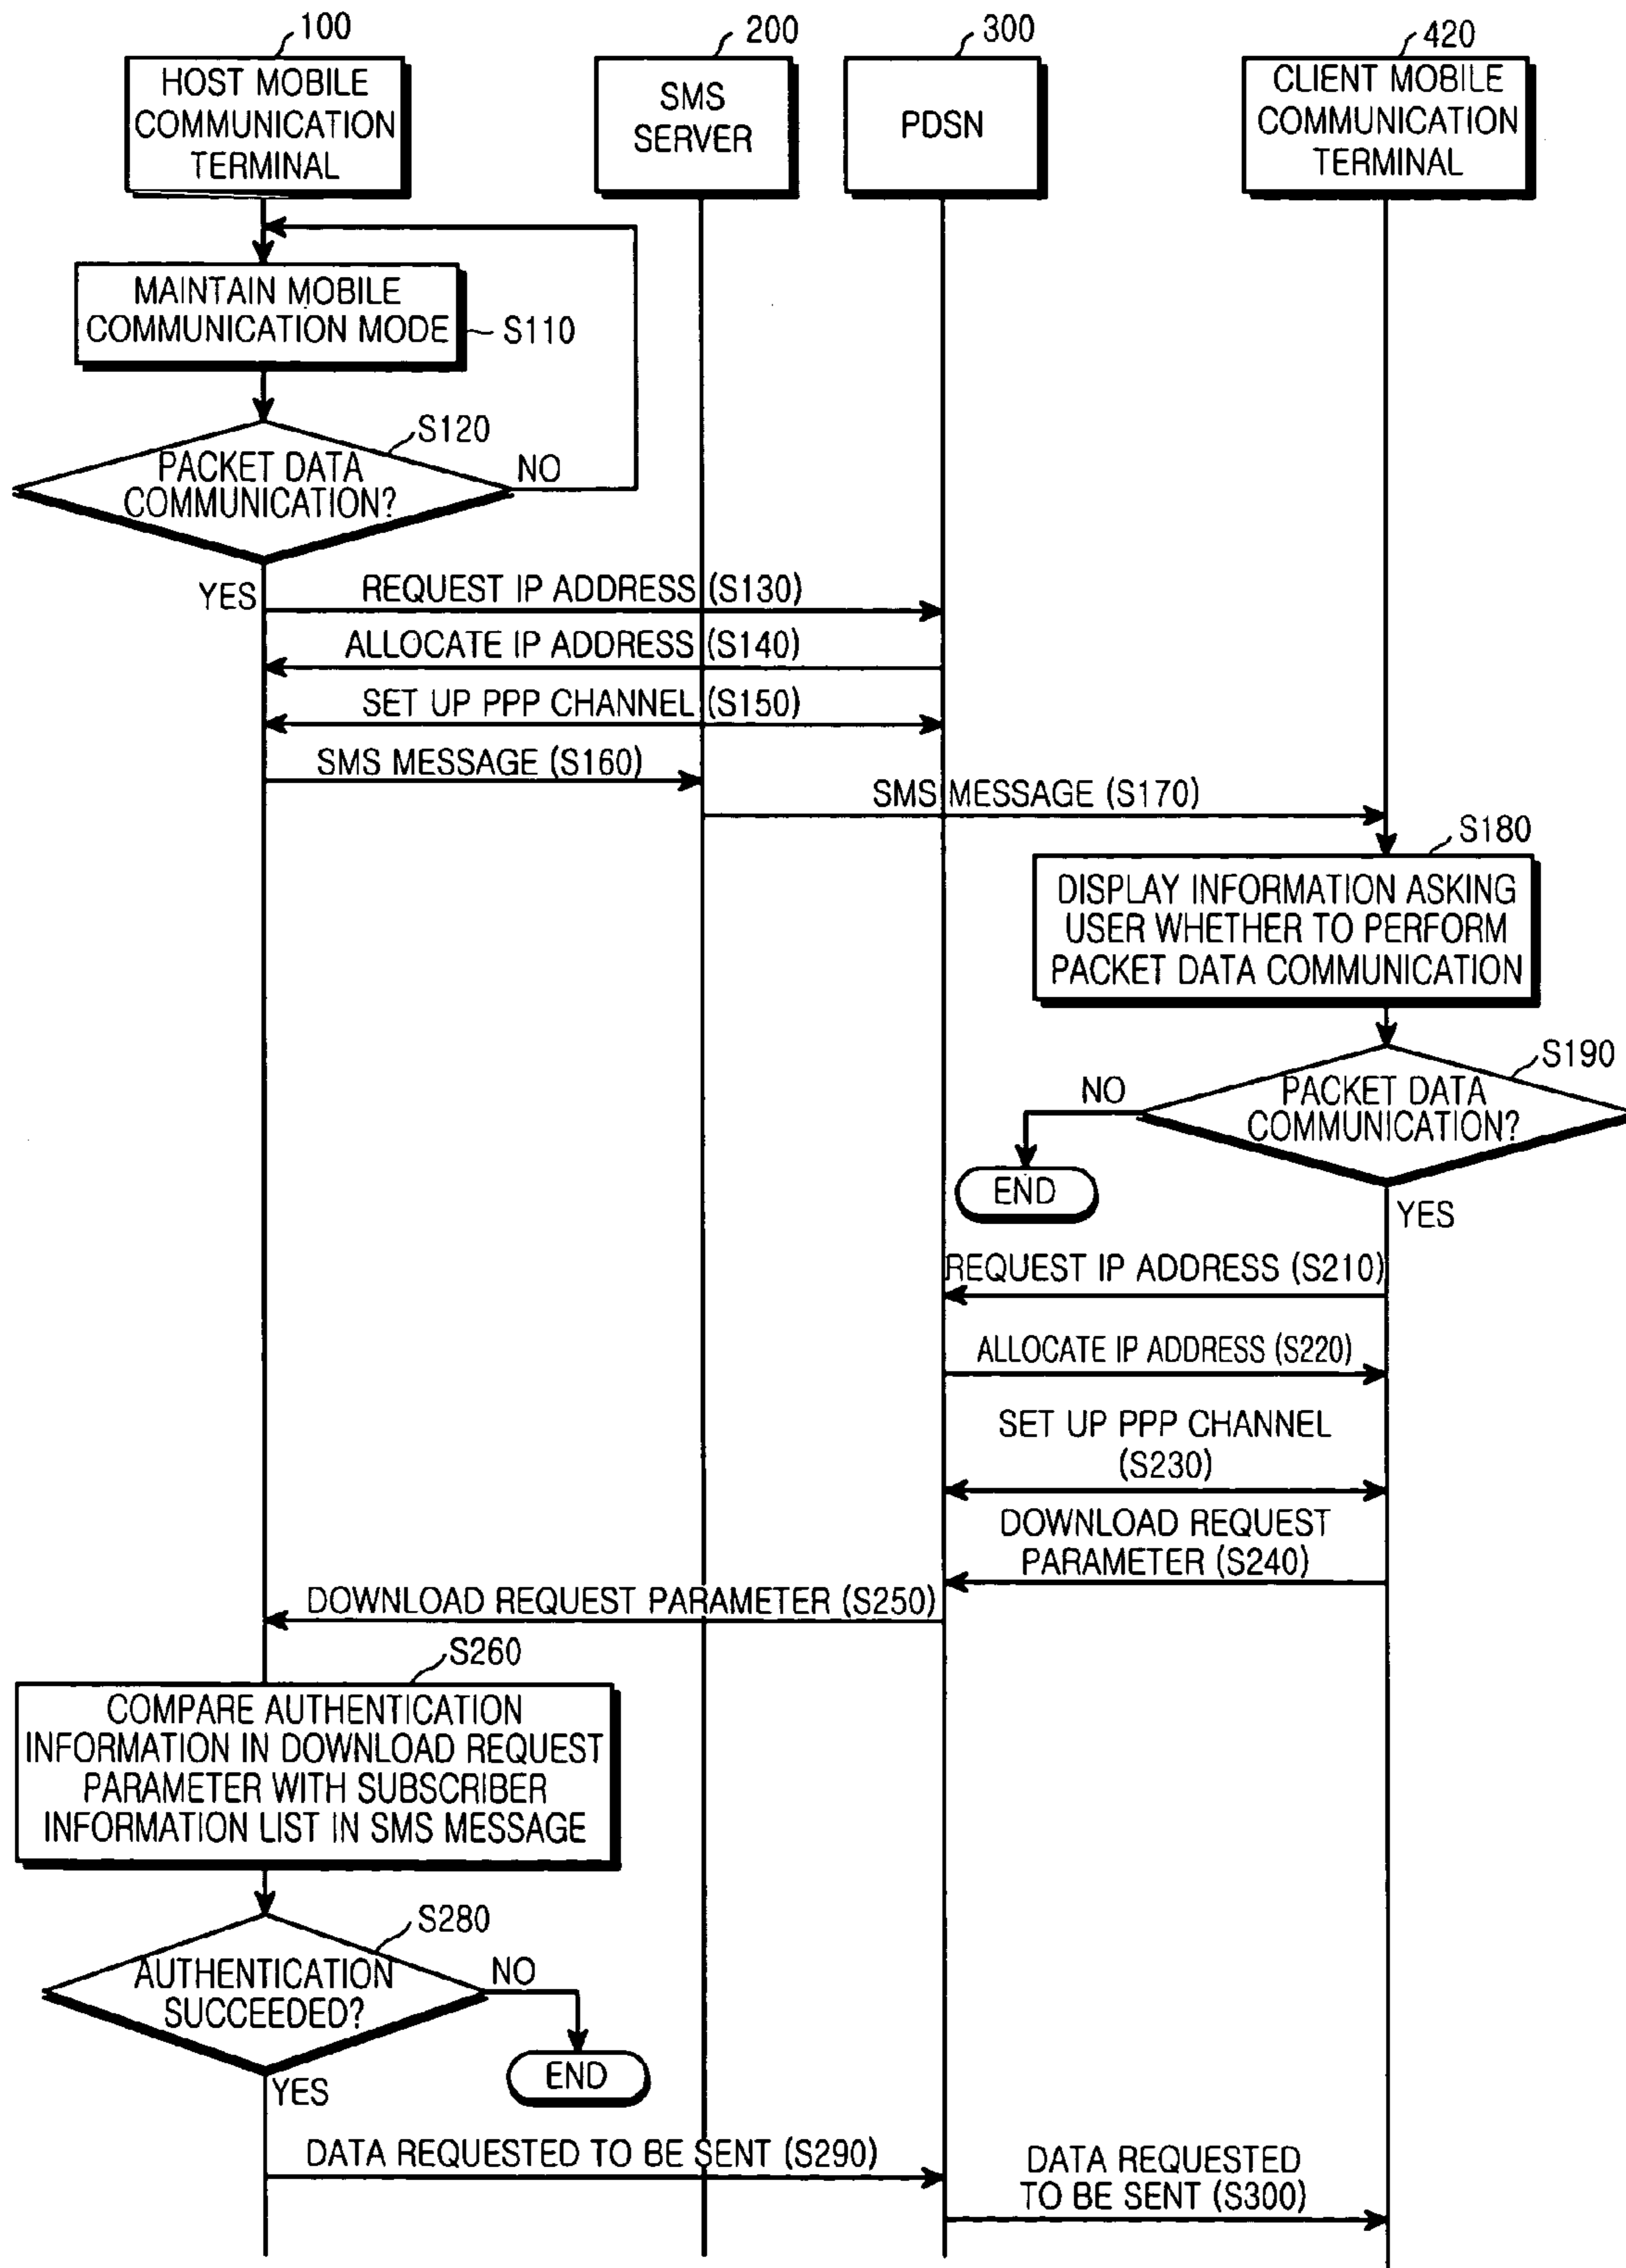 100
200
300
420
HOST MOBILE
COMMUNICATION
TERMINAL
SMS
SERVER
PDSN
CLIENT MOBILE
COMMUNICATION
TERMINAL
MAINTAIN MOBILE
COMMUNICATION MODE
S110
S120
PACKET DATA
COMMUNICATION?
NO
YES
REQUEST IP ADDRESS (S130)
ALLOCATE IP ADDRESS (S140)
SET UP PPP CHANNEL (S150)
SMS MESSAGE (S160)
SMS MESSAGE (S170)
S180
DISPLAY INFORMATION ASKING
USER WHETHER TO PERFORM
PACKET DATA COMMUNICATION
S190
PACKET DATA
COMMUNICATION?
NO
END
YES
REQUEST IP ADDRESS (S210)
ALLOCATE IP ADDRESS (S220)
SET UP PPP CHANNEL
(S230)
DOWNLOAD REQUEST
PARAMETER (S240)
DOWNLOAD REQUEST PARAMETER (S250)
S260
COMPARE AUTHENTICATION
INFORMATION IN DOWNLOAD REQUEST
PARAMETER WITH SUBSCRIBER
INFORMATION LIST IN SMS MESSAGE
S280
AUTHENTICATION
SUCCEEDED?
NO
END
YES
DATA REQUESTED TO BE SENT (S290)
DATA REQUESTED
TO BE SENT (S300)